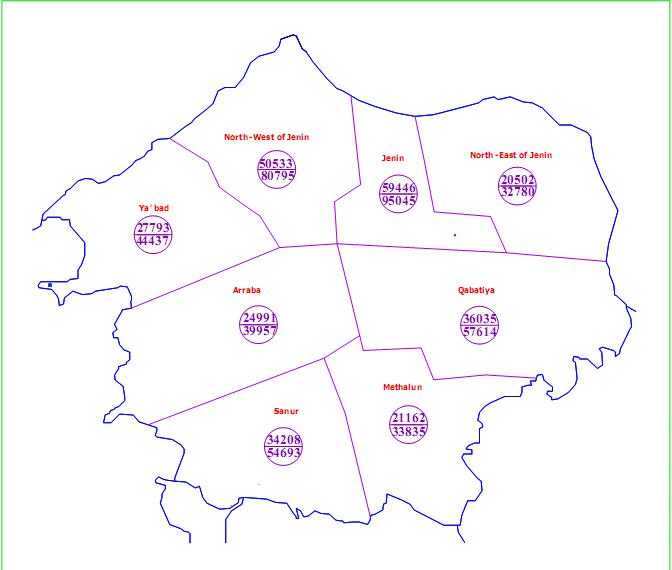 North-West of Jenin
50533
80795
Jenin
59446
95045
North-East of Jenin
20502
32780
Ya'bad
27793
44437
Arraba
24991
39957
Qabatiya
36035
57614
Methalun
21162
33835
Sanur
34208
54693